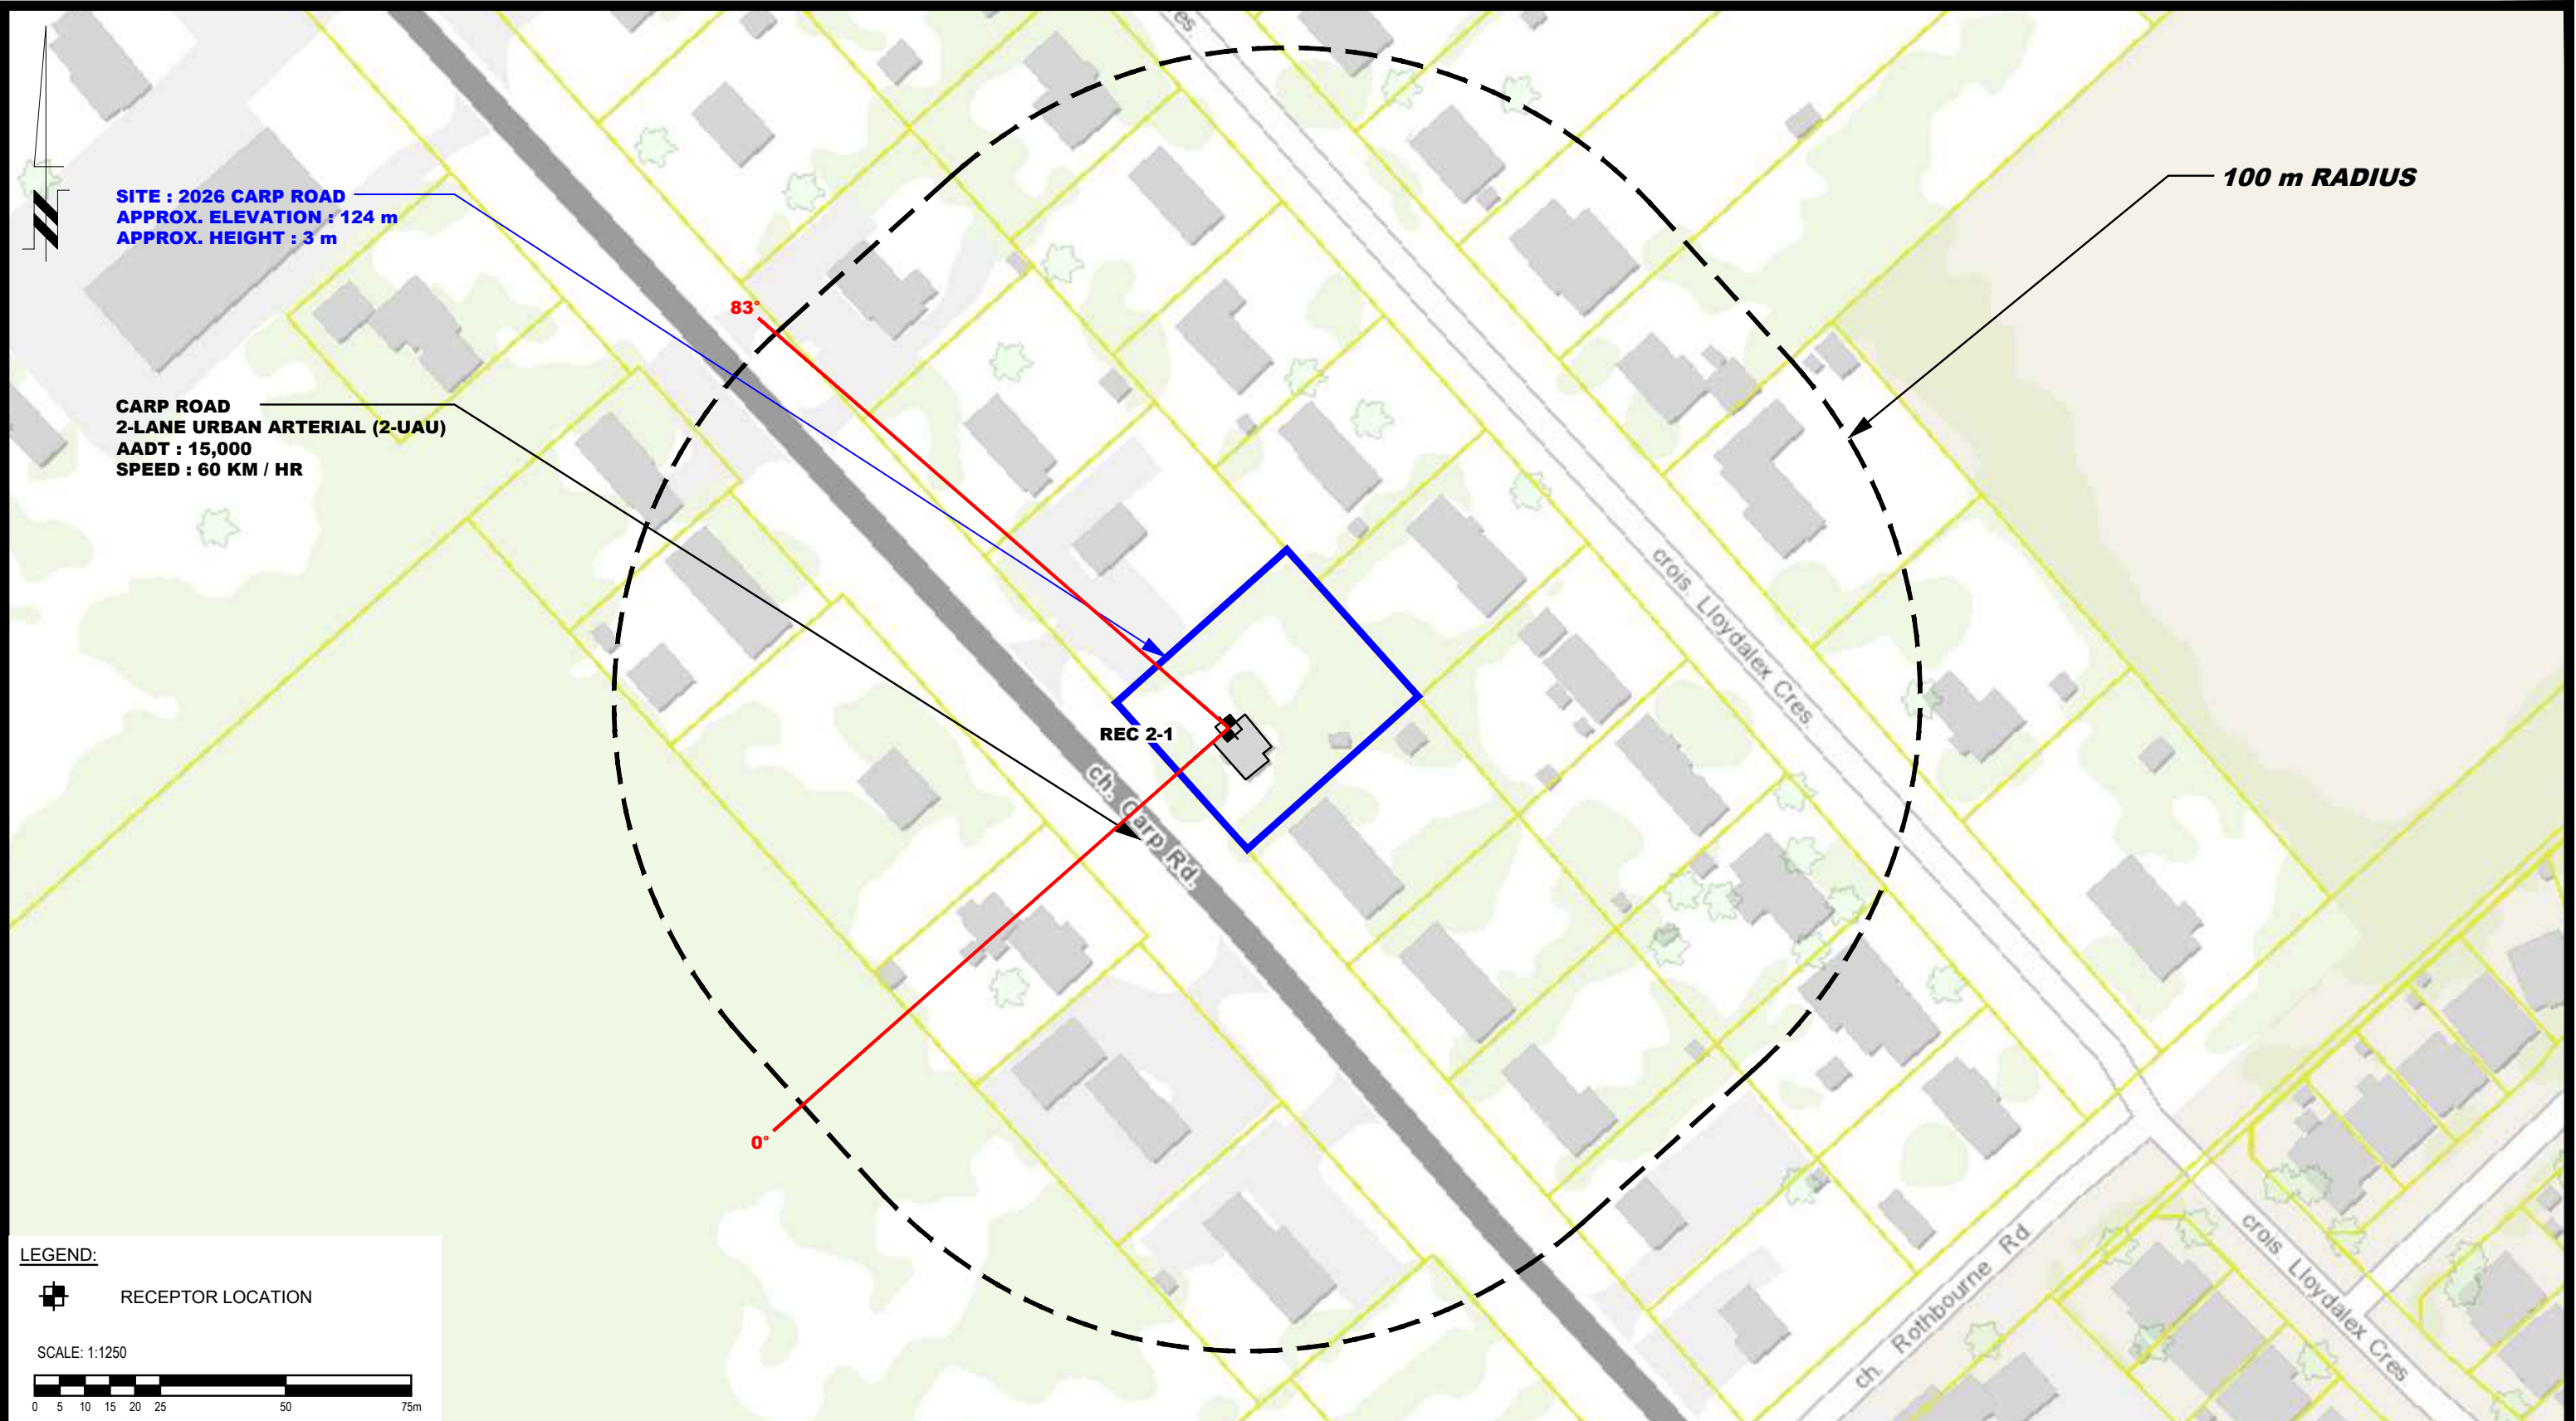 res.
SITE : 2026 CARP ROAD
APPROX. ELEVATION : 124 m
APPROX. HEIGHT : 3 m
100 m RADIUS
83°
CARP ROAD
2-LANE URBAN ARTERIAL (2-UAU)
AADT : 15,000
SPEED : 60 KM / HR
crois. Lloydalex Cres.
REC 2-1
ch. Carp Rd.
0°
ch. Rothbourne Rd
crois. Lloydalex Cres
LEGEND:
RECEPTOR LOCATION
SCALE: 1:1250
0 5 10 15 20 25 50 75m